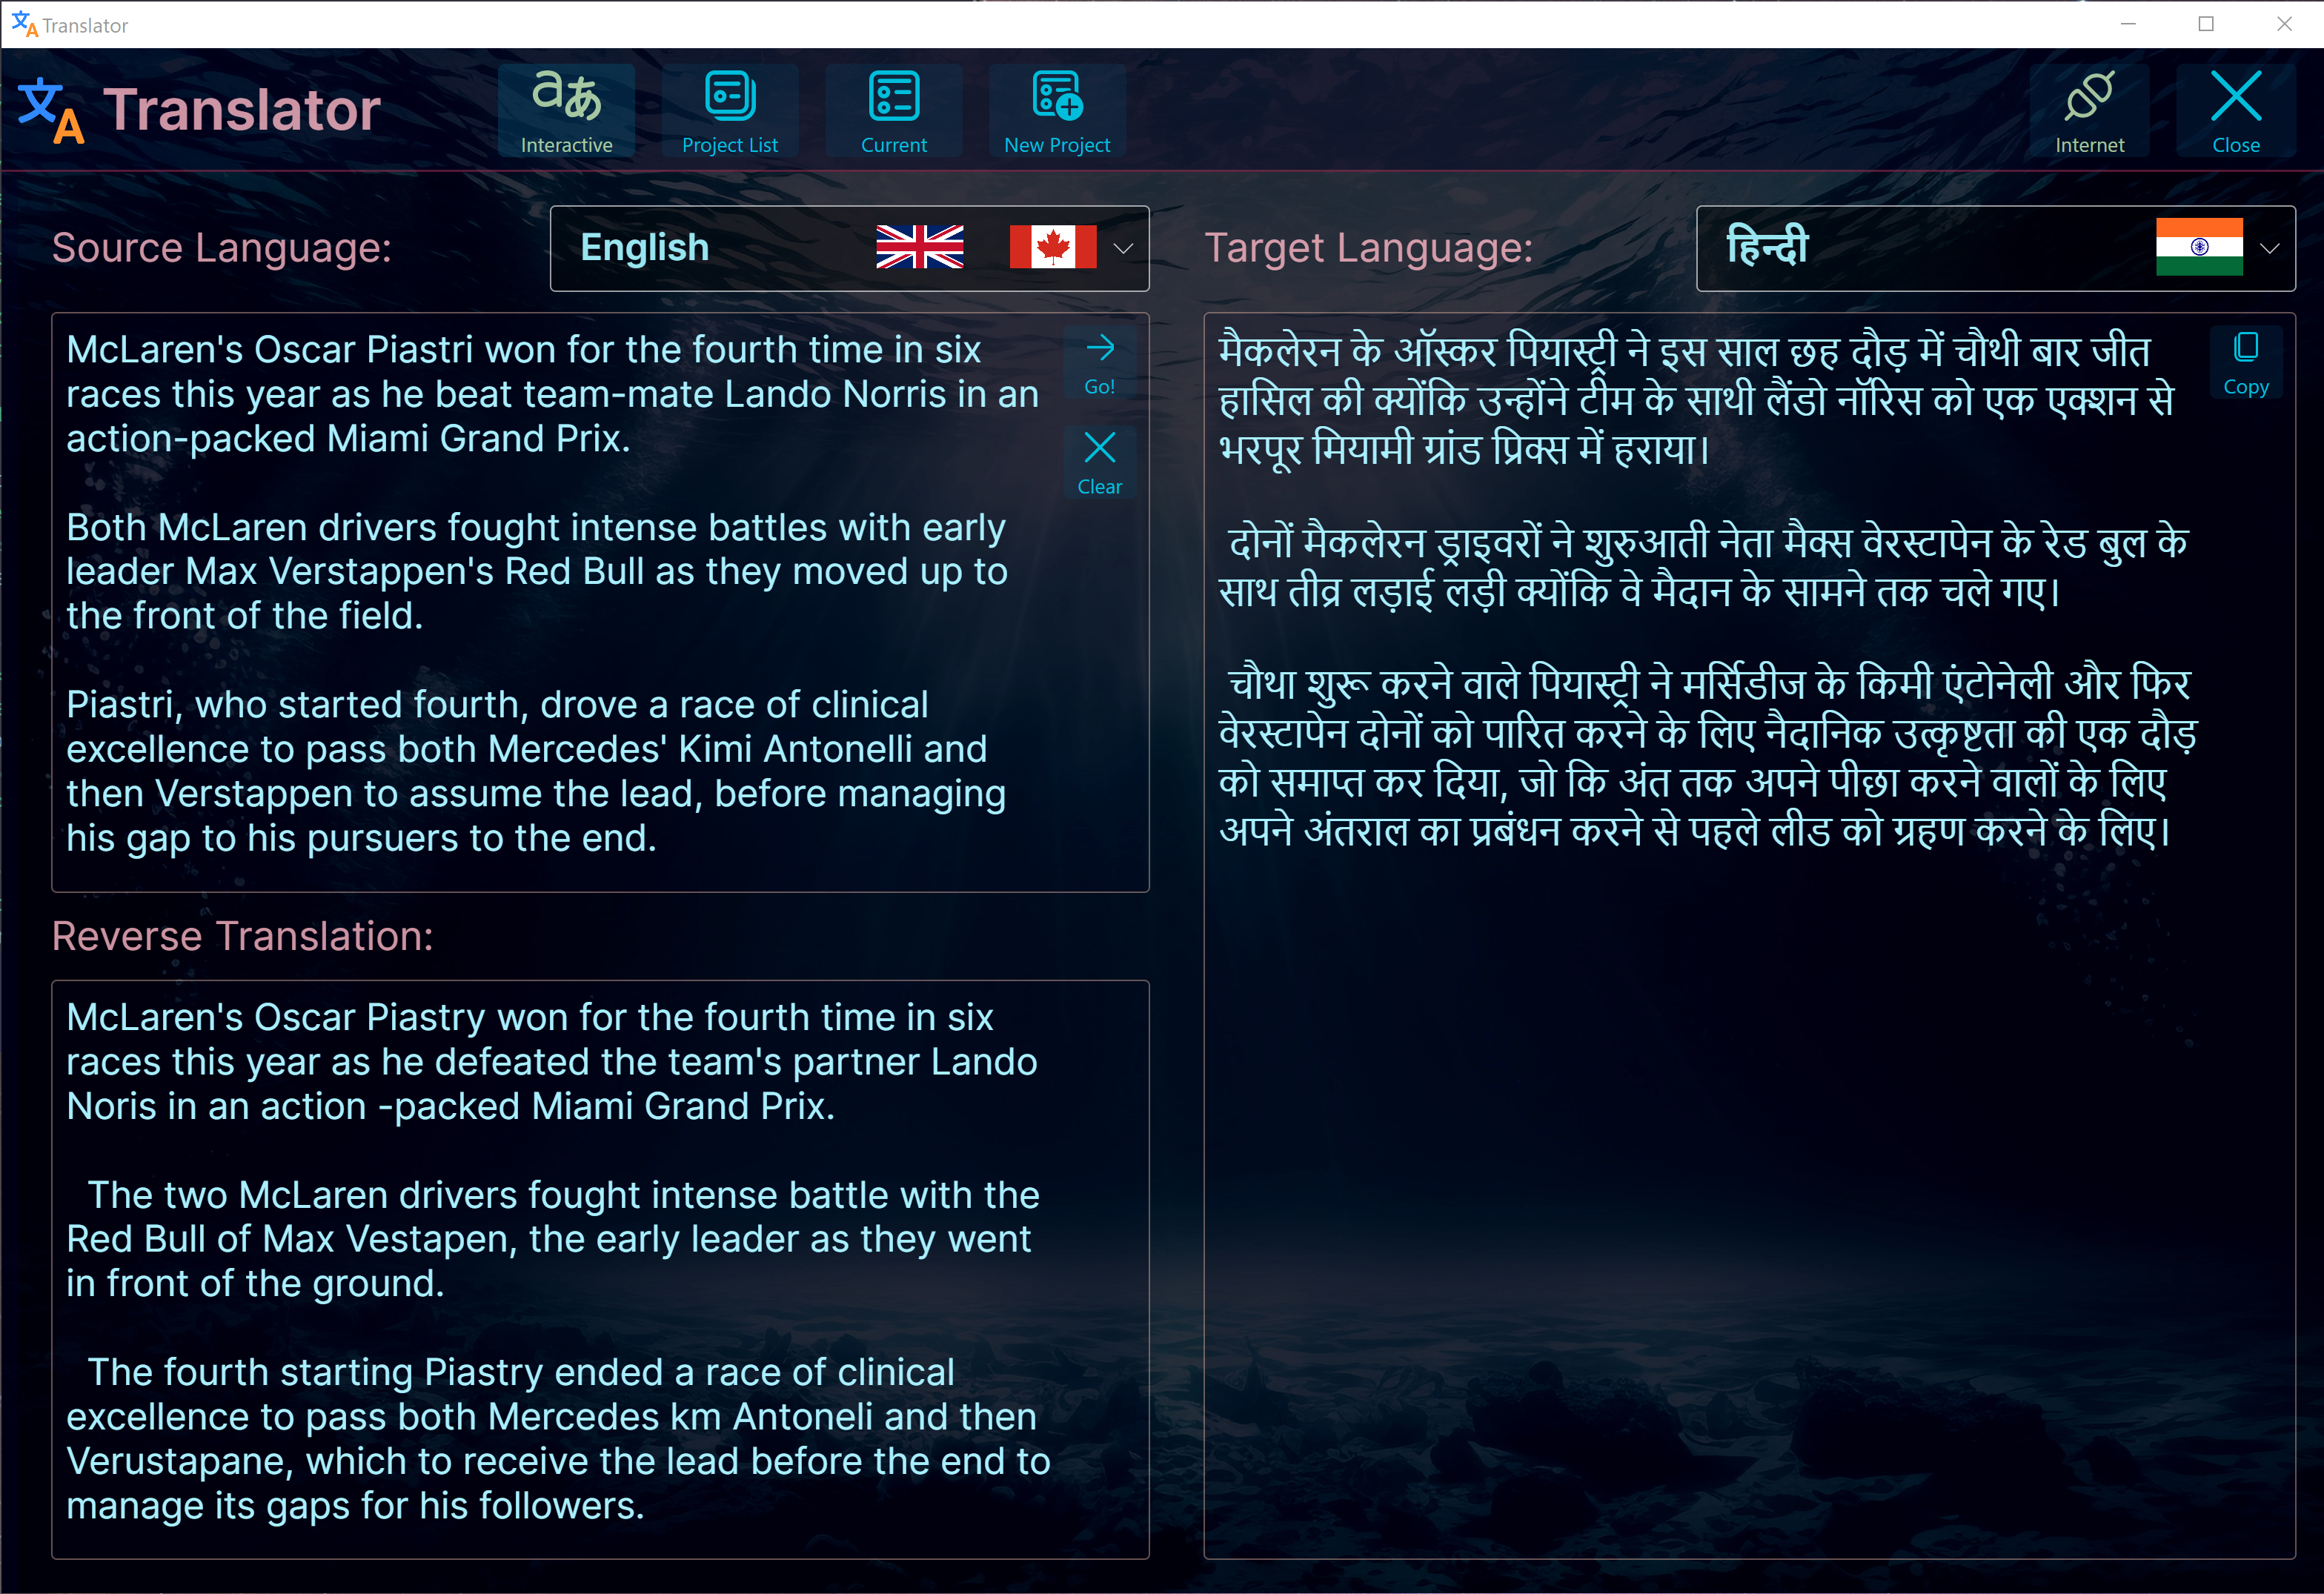 Translator
Translator
Interactive
Project List
Current
New Project
Internet
Close
Source Language:
English
Target Language:
हिन्दी
McLaren's Oscar Piastri won for the fourth time in six
races this year as he beat team-mate Lando Norris in an
action-packed Miami Grand Prix.
Both McLaren drivers fought intense battles with early
leader Max Verstappen's Red Bull as they moved up to
the front of the field.
Piastri, who started fourth, drove a race of clinical
excellence to pass both Mercedes' Kimi Antonelli and
then Verstappen to assume the lead, before managing
his gap to his pursuers to the end.
Go!
Clear
मैकलेरन के ऑस्कर पियास्ट्री ने इस साल छह दौड़ में चौथी बार जीत
हासिल की क्योंकि उन्होंने टीम के साथी लैंडो नॉरिस को एक एक्शन से
भरपूर मियामी ग्रांड प्रिक्स में हराया।
दोनों मैकलेरन ड्राइवरों ने शुरुआती नेता मैक्स वेरस्टापेन के रेड बुल के
साथ तीव्र लड़ाई लड़ी क्योंकि वे मैदान के सामने तक चले गए।
चौथा शुरू करने वाले पियास्ट्री ने मर्सिडीज के किमी एंटोनेली और फिर
वेरस्टापेन दोनों को पारित करने के लिए नैदानिक उत्कृष्टता की एक दौड़
को समाप्त कर दिया, जो कि अंत तक अपने पीछा करने वालों के लिए
अपने अंतराल का प्रबंधन करने से पहले लीड को ग्रहण करने के लिए।
Copy
Reverse Translation:
McLaren's Oscar Piastry won for the fourth time in six
races this year as he defeated the team's partner Lando
Noris in an action -packed Miami Grand Prix.
The two McLaren drivers fought intense battle with the
Red Bull of Max Vestapen, the early leader as they went
in front of the ground.
The fourth starting Piastry ended a race of clinical
excellence to pass both Mercedes km Antoneli and then
Verustapane, which to receive the lead before the end to
manage its gaps for his followers.